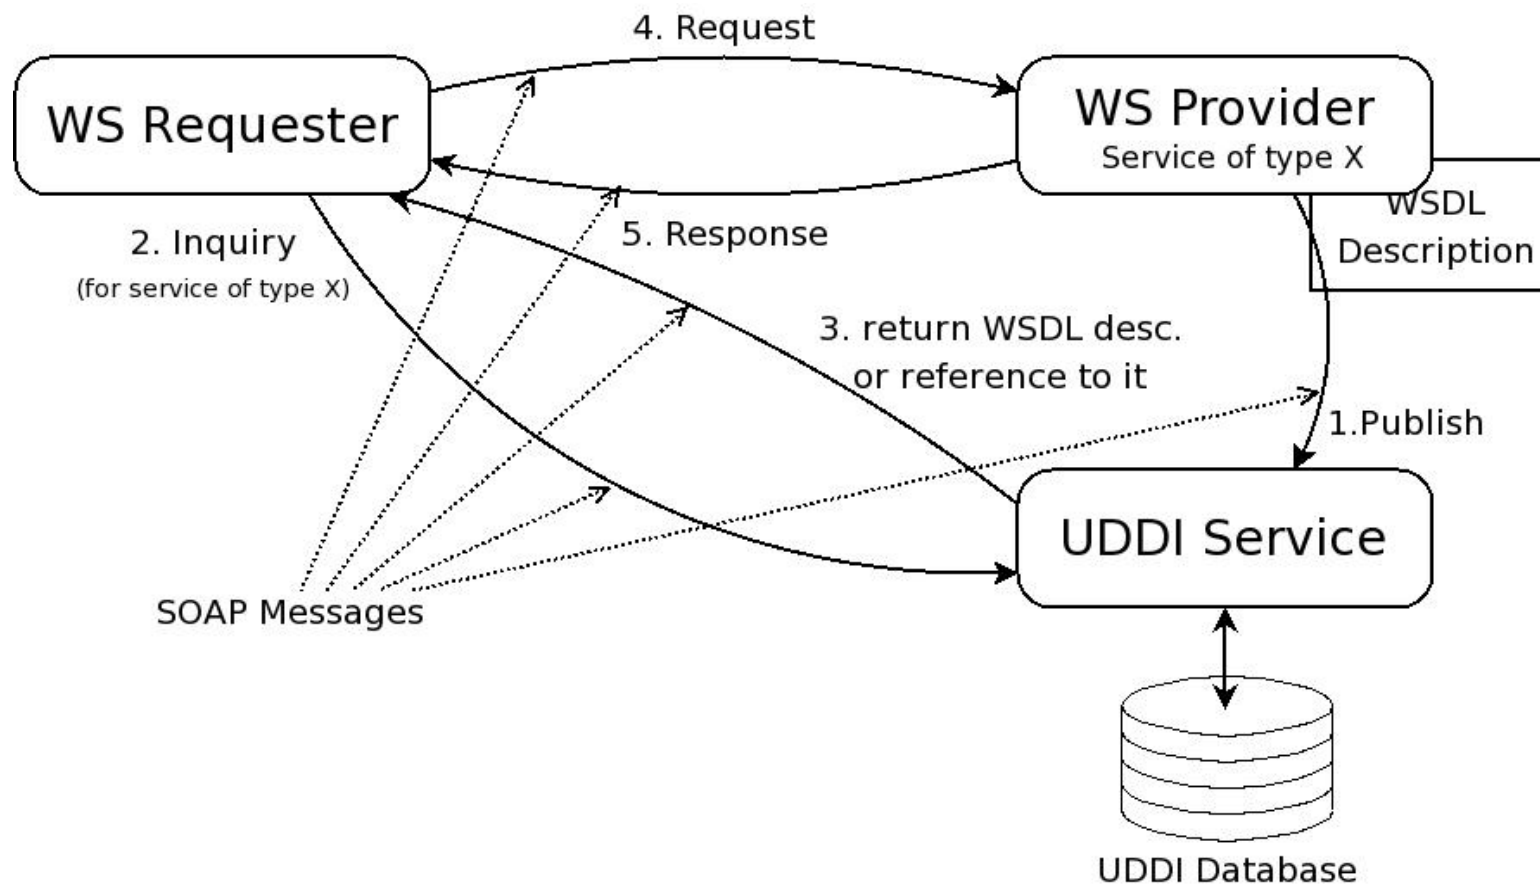 4. Request
WS Requester
WS Provider
Service of type X
WSDL
Description
2. Inquiry
(for service of type X)
5. Response
3. return WSDL desc.
or reference to it
1.Publish
UDDI Service
SOAP Messages
UDDI Database